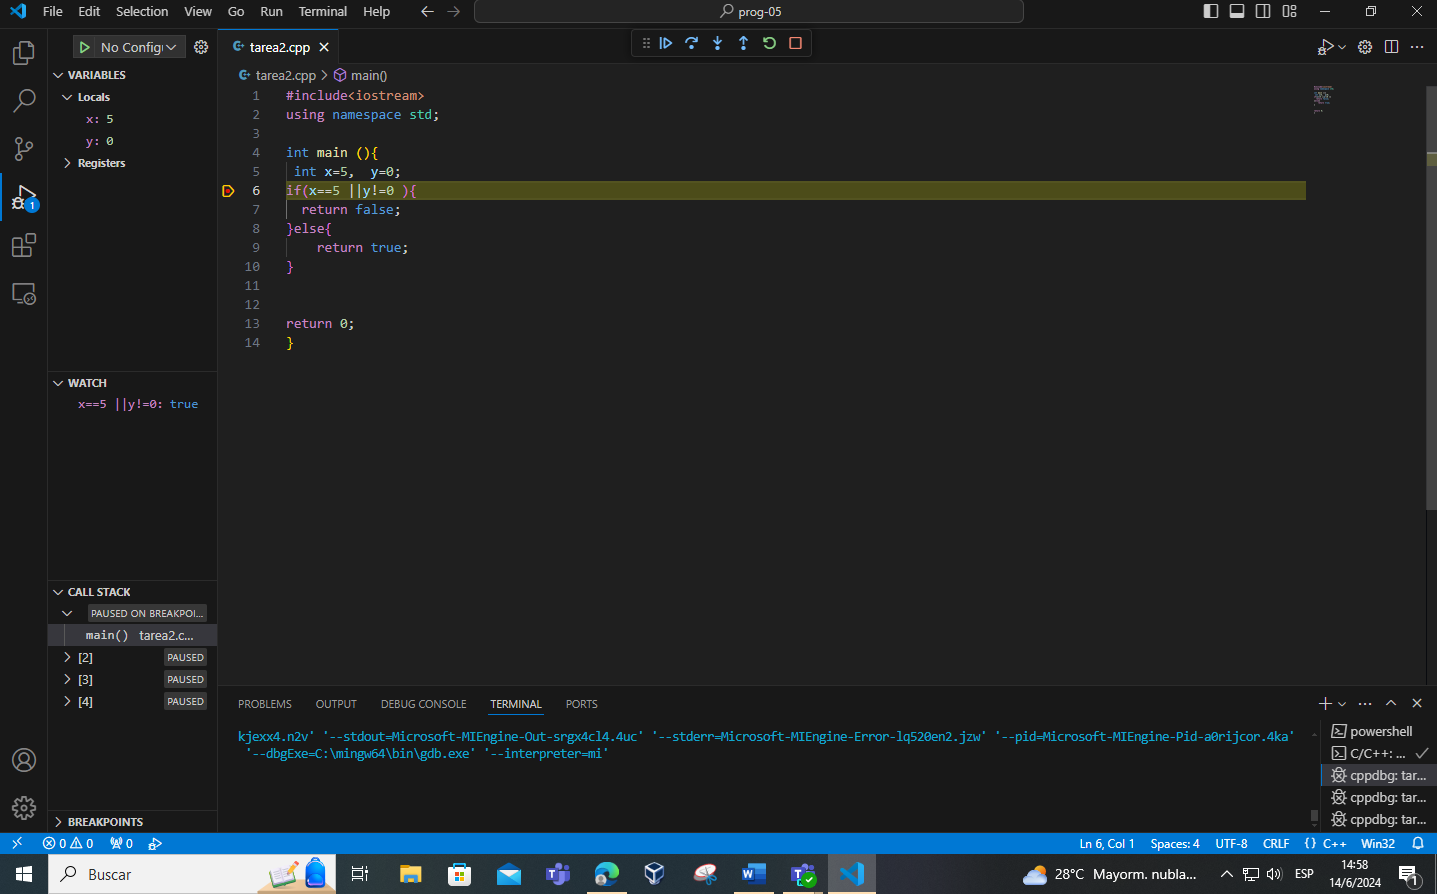 File Edit Selection View Go Run Terminal Help
prog-05
No Config
tarea2.cpp
VARIABLES
Locals
x: 5
y: 0
Registers
tarea2.cpp > main()
1 #include<iostream>
2 using namespace std;
3
4 int main (){
5 int x=5, y=0;
6 if(x==5 ||y!=0 ){
7 return false;
8 }else{
9 return true;
10 }
11
12
13 return 0;
14 }
WATCH
x==5 ||y!=0: true
CALL STACK
PAUSED ON BREAKPOI...
main() tarea2.c...
[2] PAUSED
[3] PAUSED
[4] PAUSED
BREAKPOINTS
PROBLEMS OUTPUT DEBUG CONSOLE TERMINAL PORTS
kjexx4.n2v' '--stdout=Microsoft-MIEngine-Out-srgx4cl4.4uc' '--stderr=Microsoft-MIEngine-Error-lq520en2.jzw' '--pid=Microsoft-MIEngine-Pid-a0rijcor.4ka'
'--dbgExe=C:\mingw64\bin\gdb.exe' '--interpreter=mi'
powershell
C/C++: ...
cppdbg: tar...
cppdbg: tar...
cppdbg: tar...
1
0 0 0 Ln 6, Col 1 Spaces: 4 UTF-8 CRLF {} C++ Win32
Buscar
28°C Mayorm. nubla...
ESP
14:58
14/6/2024
1